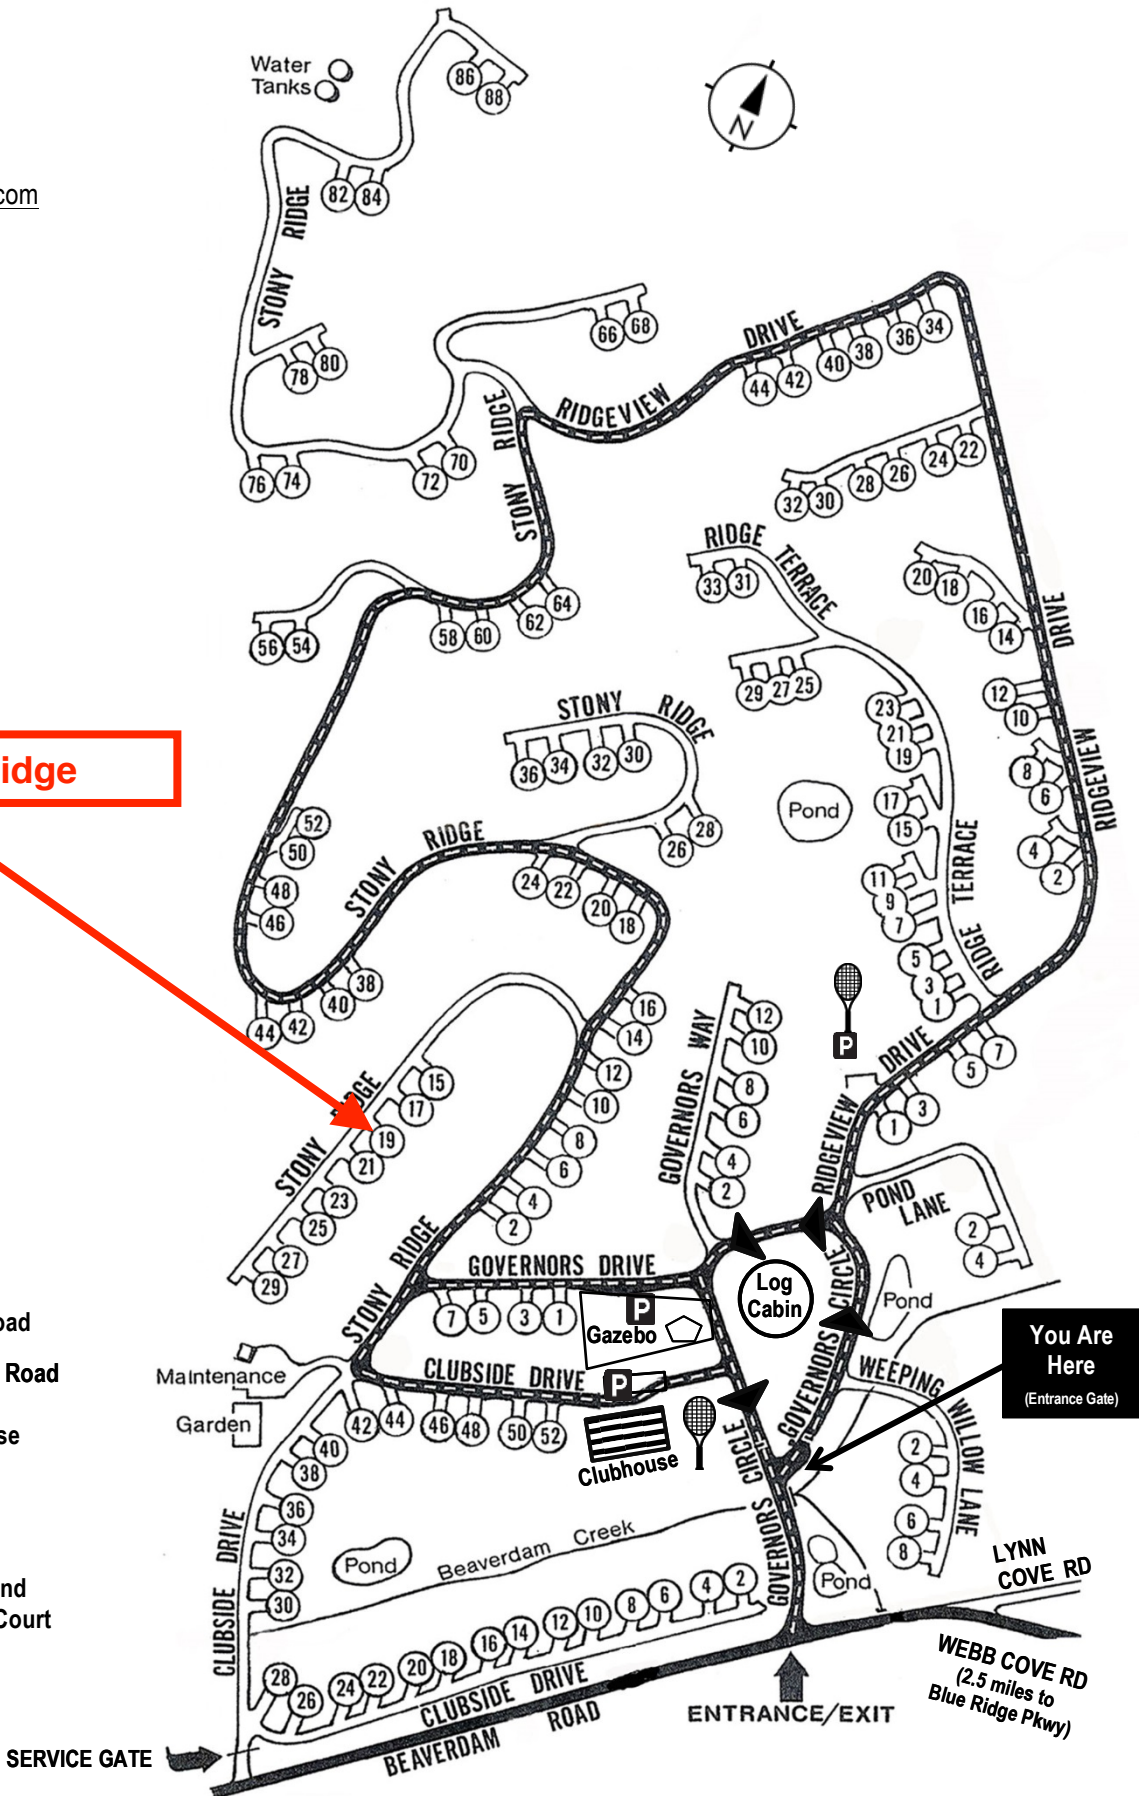 Water
Tanks
86
88
N
com
82
84
STONY RIDGE
66
68
DRIVE
34
36
38
40
42
44
78
80
RIDGEVIEW
STONY RIDGE
76
74
72
70
22
24
26
28
30
32
RIDGE TERRACE
33
31
20
18
16
14
DRIVE
56
54
58
60
62
64
29
27
25
12
10
23
21
19
STONY RIDGE
36
34
32
30
28
26
8
6
RIDGEVIEW
idge
Pond
17
15
4
2
52
50
48
46
STONY RIDGE
24
22
20
18
11
9
7
TERRACE
RIDGE
5
3
1
44
42
40
38
16
14
GOVERNORS WAY
12
10
8
6
4
2
P
DRIVE
7
5
3
1
RIDGEVIEW
STONY RIDGE
15
17
19
21
23
25
27
29
12
10
8
6
4
2
POND
LANE
2
4
STONY RIDGE
GOVERNORS DRIVE
7
5
3
1
P
Gazebo
Log
Cabin
GOVERNORS CIRCLE
Pond
oad
Road
You Are
Here
(Entrance Gate)
Maintenance
Garden
se
CLUBSIDE DRIVE
P
42
44
46
48
50
52
Clubhouse
GOVERNORS CIRCLE
WEEPING WILLOW LANE
2
4
6
8
40
38
36
34
32
30
CLUBSIDE DRIVE
Pond
Beaverdam Creek
Pond
LYNN
COVE RD
nd
Court
28
26
24
22
20
18
16
14
12
10
8
6
4
2
CLUBSIDE DRIVE
BEAVERDAM ROAD
ENTRANCE/EXIT
WEBB COVE RD
(2.5 miles to
Blue Ridge Pkwy)
SERVICE GATE